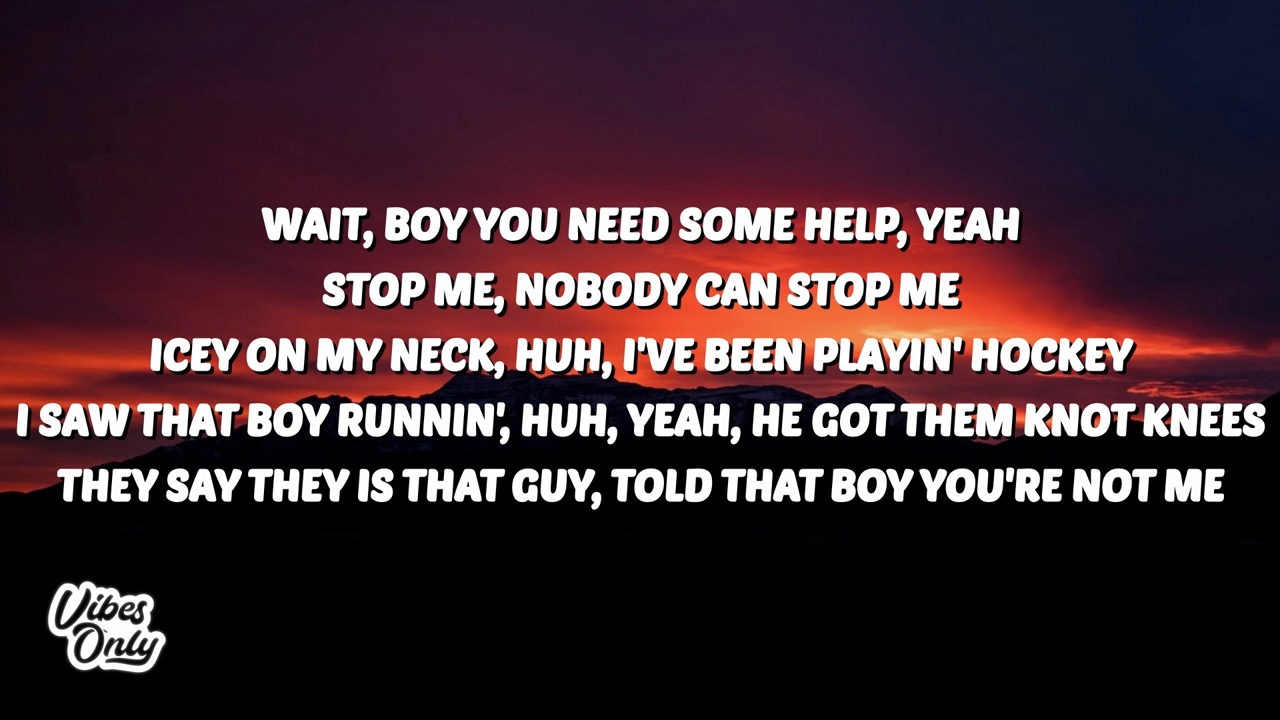 WAIT, BOY YOU NEED SOME HELP, YEAH
STOP ME, NOBODY CAN STOP ME
ICEY ON MY NECK, HUH, I'VE BEEN PLAYIN' HOCKEY
I SAW THAT BOY RUNNIN', HUH, YEAH, HE GOT THEM KNOT KNEES
THEY SAY THEY IS THAT GUY, TOLD THAT BOY YOU'RE NOT ME
Vibes
Only